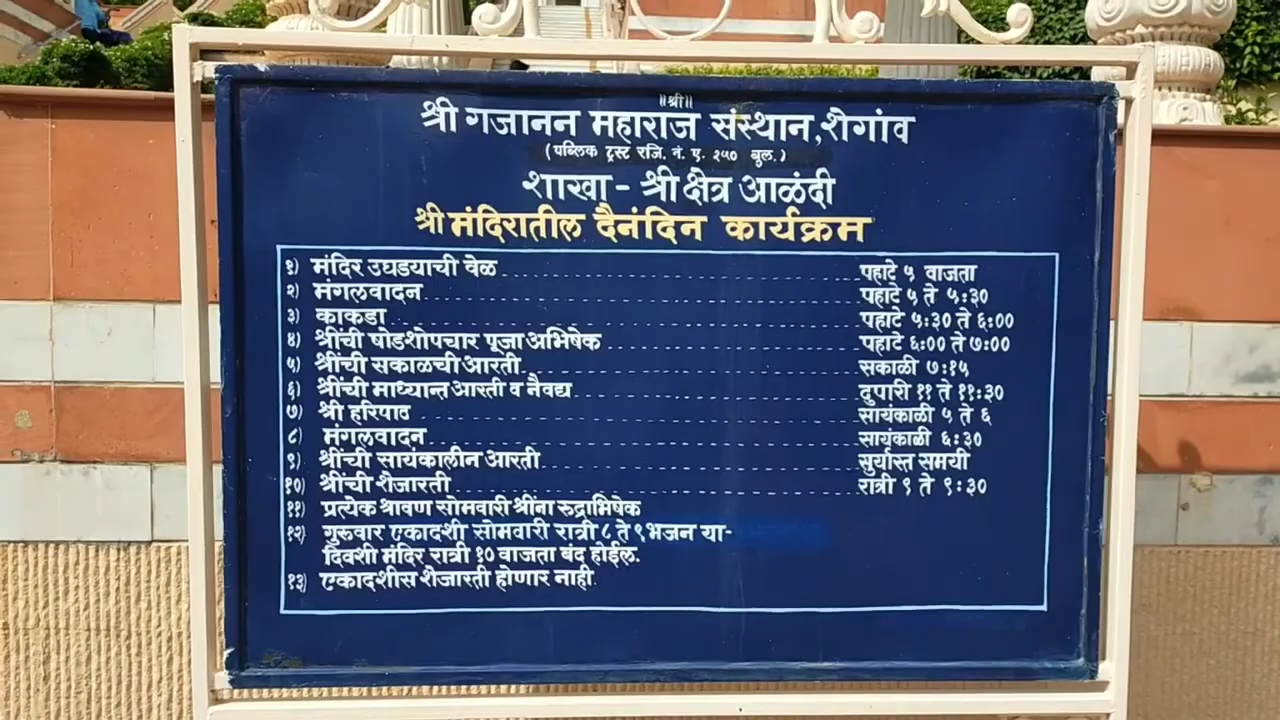 ॥श्री॥
श्री गजानन महाराज संस्थान, शेगांव
(पब्लिक ट्रस्ट रजि. नं. ए. २५० बुल.)
शाखा - श्री क्षेत्र आळंदी
श्री मंदिरातील दैनंदिन कार्यक्रम
१) मंदिर उघडयाची वेळ पहाटे ५ वाजता
२) मंगलवादन पहाटे ५ ते ५:३०
३) काकडा पहाटे ५:३० ते ६:००
४) श्रींची षोडशोपचार पूजा अभिषेक पहाटे ६:०० ते ७:००
५) श्रींची सकाळची आरती सकाळी ७:१५
६) श्रींची माध्यान्त आरती व नैवद्य दुपारी ११ ते ११:३०
७) श्री हरिपाठ सायंकाळी ५ ते ६
८) मंगलवादन सायंकाळी ६:३०
९) श्रींची सायंकालीन आरती सुर्यास्त समयी
१०) श्रींची शेजारती रात्री ९ ते ९:३०
११) प्रत्येक श्रावण सोमवारी श्रींना रुद्राभिषेक
१२) गुरूवार एकादशी सोमवारी रात्री ८ ते ९ भजन या-
दिवशी मंदिर रात्री १० वाजता बंद होईल.
१३) एकादशीस शेजारती होणार नाही.